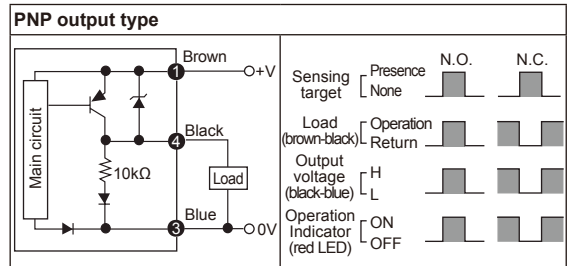 PNP output type
Main circuit
10kΩ
1
Brown
+V
4
Black
Load
3
Blue
0V
N.O.
N.C.
Sensing
target
Presence
None
Load
(brown-black)
Operation
Return
Output
voltage
(black-blue)
H
L
Operation
Indicator
(red LED)
ON
OFF